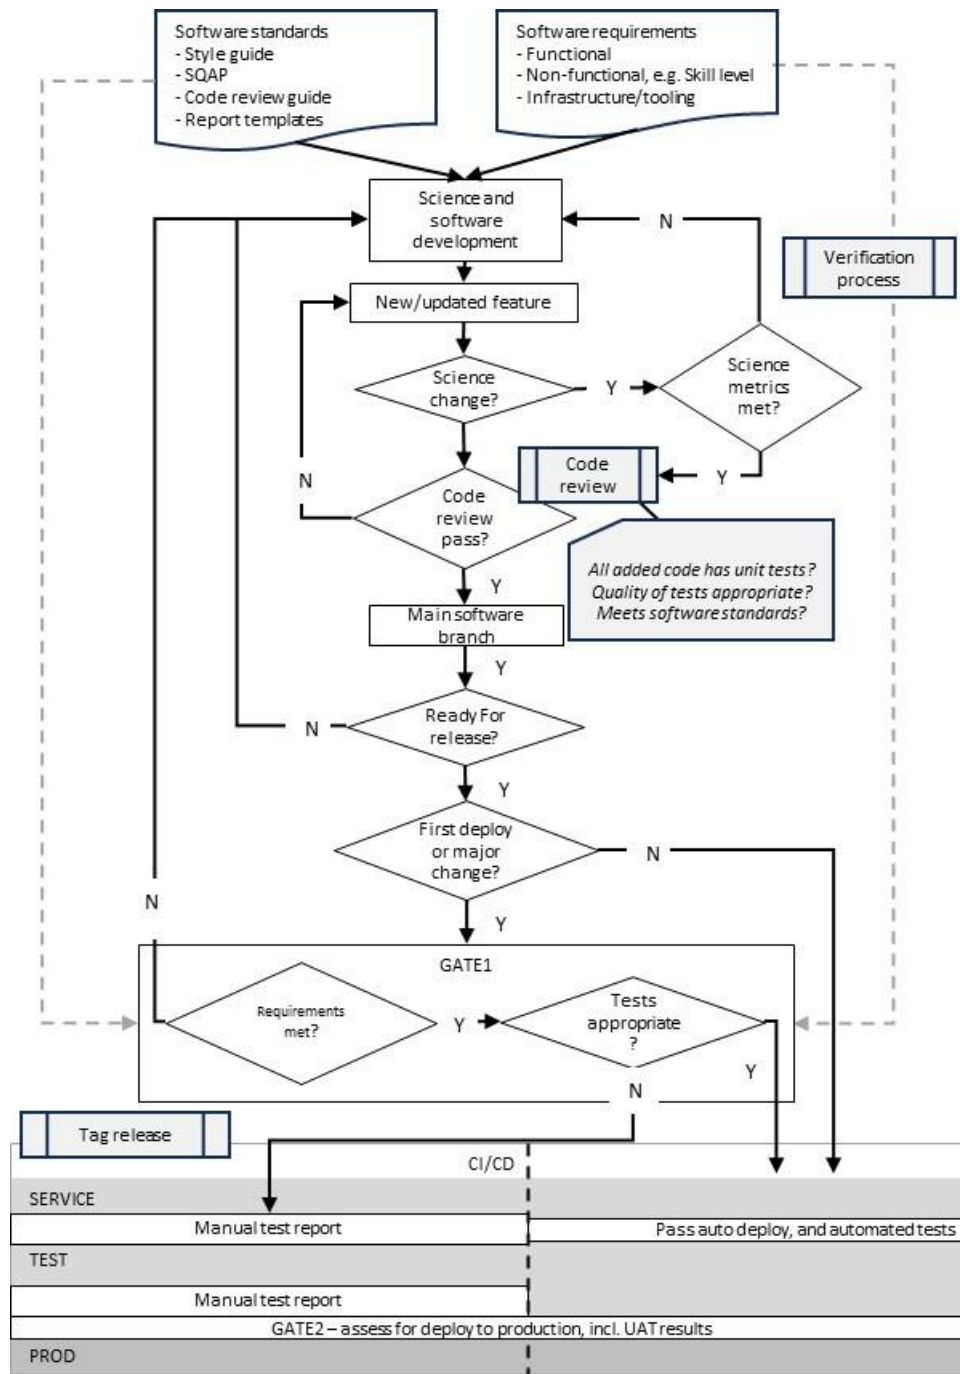 Software standards
- Style guide
- SQAP
- Code review guide
- Report templates
Software requirements
- Functional
- Non-functional, e.g. Skill level
- Infrastructure/tooling
Science and
software
development
N
Verification
process
New/updated feature
Science
change?
Y
Science
metrics
met?
N
Code
review
pass?
Code
review
Y
All added code has unit tests?
Quality of tests appropriate?
Meets software standards?
Y
Main software
branch
Y
Ready For
release?
N
Y
First deploy
or major
change?
N
N
Y
GATE1
Requirements
met?
Y
Tests
appropriate
?
Y
N
Tag release
CI/CD
SERVICE
Manual test report
Pass auto deploy, and automated tests
TEST
Manual test report
GATE2 – assess for deploy to production, incl. UAT results
PROD